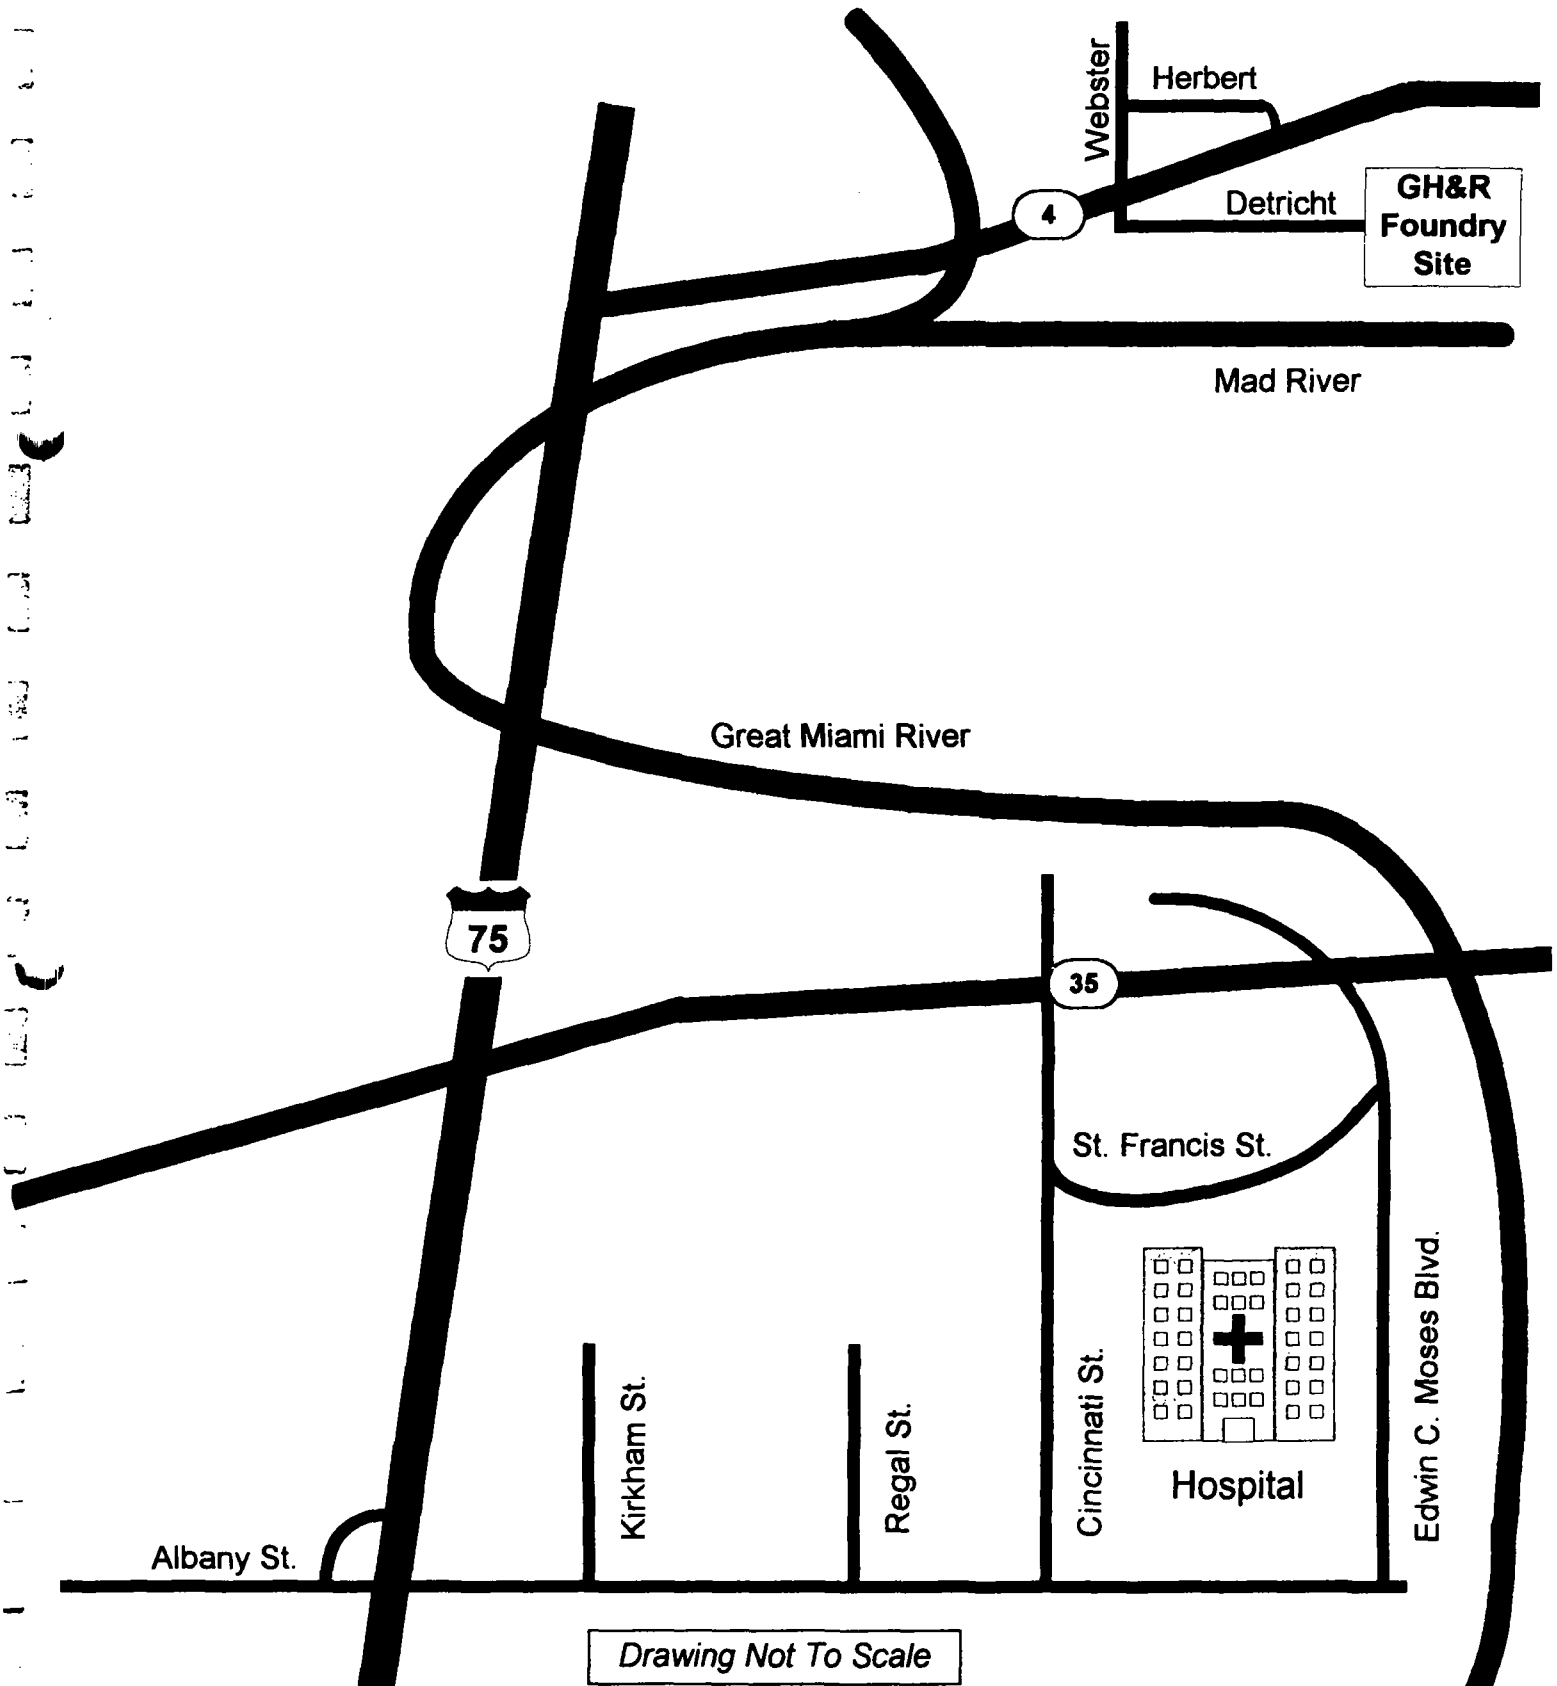 Webster
Herbert
4
Detricht
GH&R
Foundry
Site
Mad River
Great Miami River
75
35
St. Francis St.
Kirkham St.
Regal St.
Cincinnati St.
Hospital
Edwin C. Moses Blvd.
Albany St.
Drawing Not To Scale